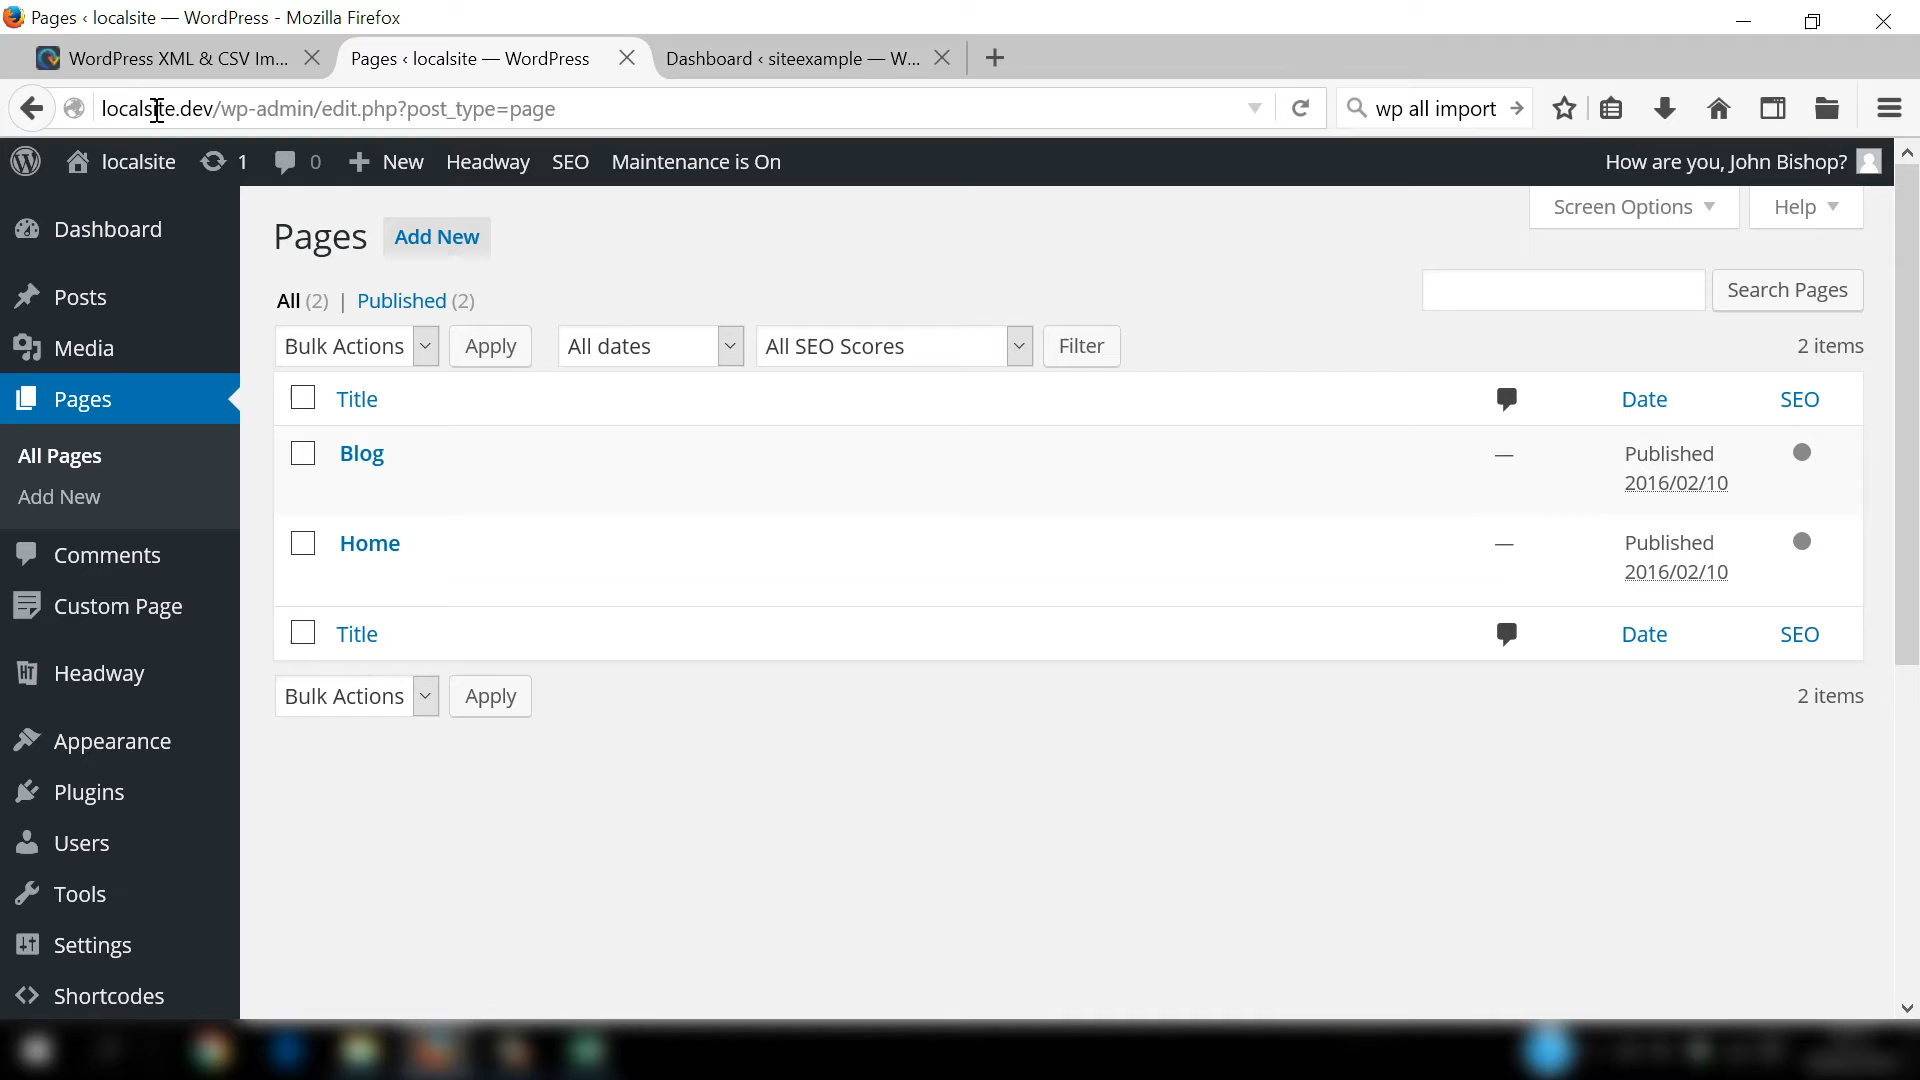 Pages ‹ localsite — WordPress - Mozilla Firefox
WordPress XML & CSV Im...
Pages ‹ localsite — WordPress
Dashboard ‹ siteexample — W...
localsite.dev/wp-admin/edit.php?post_type=page
wp all import
localsite 1 0 New Headway SEO Maintenance is On
How are you, John Bishop?
Screen Options
Help
Dashboard
Posts
Media
Pages
All Pages
Add New
Comments
Custom Page
Headway
Appearance
Plugins
Users
Tools
Settings
Shortcodes
Pages Add New
All (2) | Published (2)
Search Pages
Bulk Actions Apply All dates All SEO Scores Filter 2 items
Title Date SEO
Blog — Published
2016/02/10
Home — Published
2016/02/10
Title Date SEO
Bulk Actions Apply 2 items